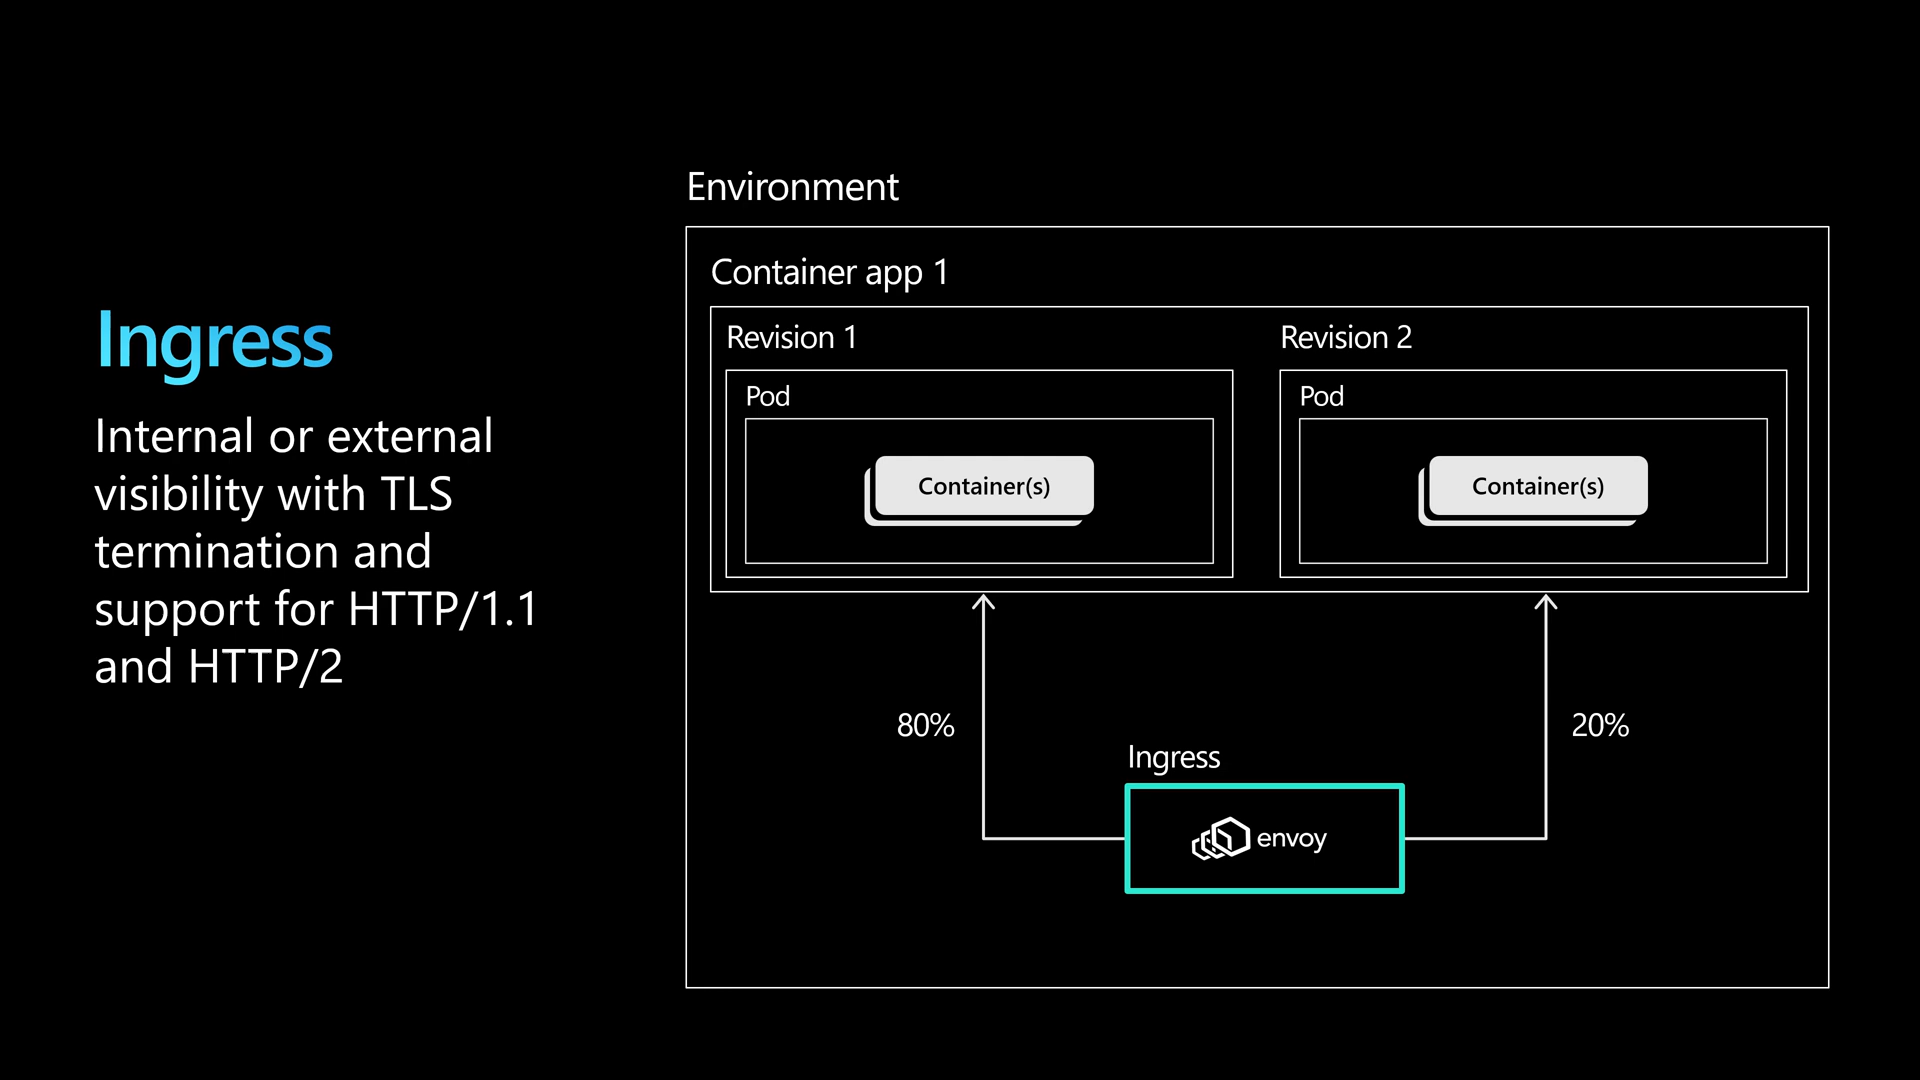 Ingress
Internal or external
visibility with TLS
termination and
support for HTTP/1.1
and HTTP/2
Environment
Container app 1
Revision 1
Pod
Container(s)
Revision 2
Pod
Container(s)
80%
20%
Ingress
envoy